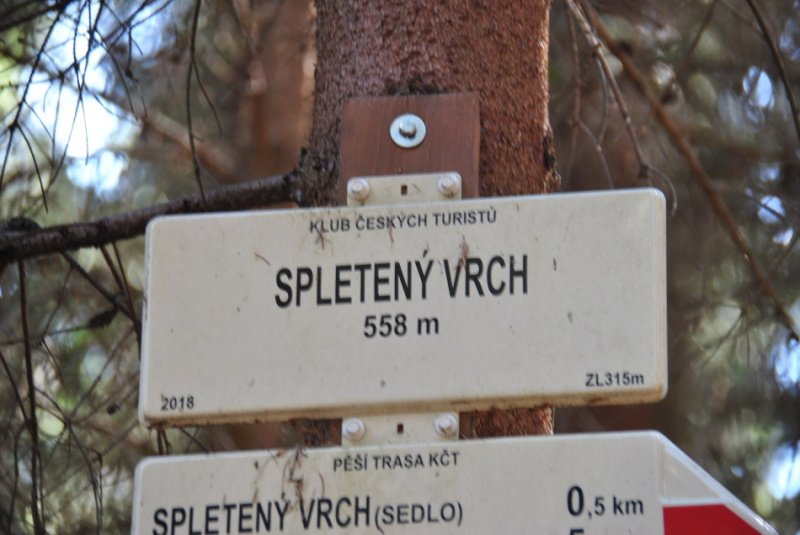 KLUB ČESKÝCH TURISTŮ
SPLETENÝ VRCH
558 m
2018 ZL315m
PĚŠÍ TRASA KČT
SPLETENÝ VRCH (SEDLO) 0,5 km